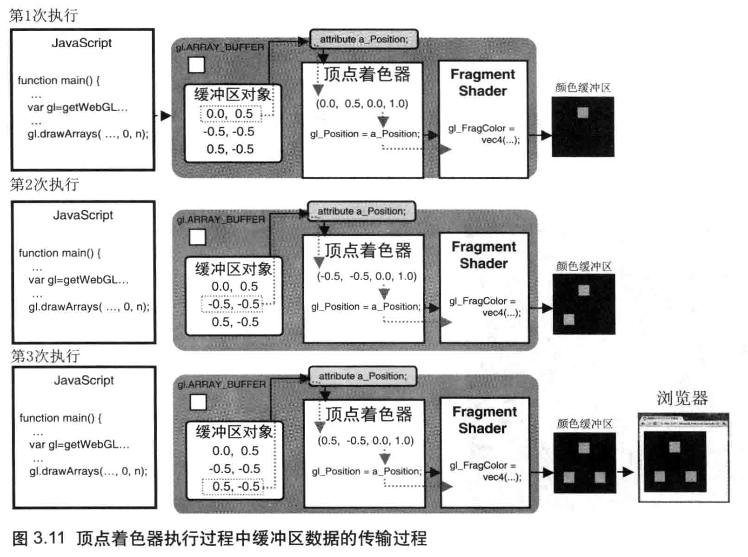 第1次执行
JavaScript
function main() {
...
var gl=getWebGL...
...
gl.drawArrays( ..., 0, n);
gl.ARRAY_BUFFER
attribute a_Position;
缓冲区对象
0.0, 0.5
-0.5, -0.5
0.5, -0.5
顶点着色器
(0.0, 0.5, 0.0, 1.0)
gl_Position = a_Position;
Fragment
Shader
gl_FragColor =
vec4(...);
颜色缓冲区
第2次执行
JavaScript
function main() {
...
var gl=getWebGL...
...
gl.drawArrays( ..., 0, n);
gl.ARRAY_BUFFER
attribute a_Position;
缓冲区对象
0.0, 0.5
-0.5, -0.5
0.5, -0.5
顶点着色器
(-0.5, -0.5, 0.0, 1.0)
gl_Position = a_Position;
Fragment
Shader
gl_FragColor =
vec4(...);
颜色缓冲区
第3次执行
JavaScript
function main() {
...
var gl=getWebGL...
...
gl.drawArrays(..., 0, n);
gl.ARRAY_BUFFER
attribute a_Position;
缓冲区对象
0.0, 0.5
-0.5, -0.5
0.5, -0.5
顶点着色器
(0.5, -0.5, 0.0, 1.0)
gl_Position = a_Position;
Fragment
Shader
gl_FragColor =
vec4(...);
颜色缓冲区
浏览器
图 3.11 顶点着色器执行过程中缓冲区数据的传输过程